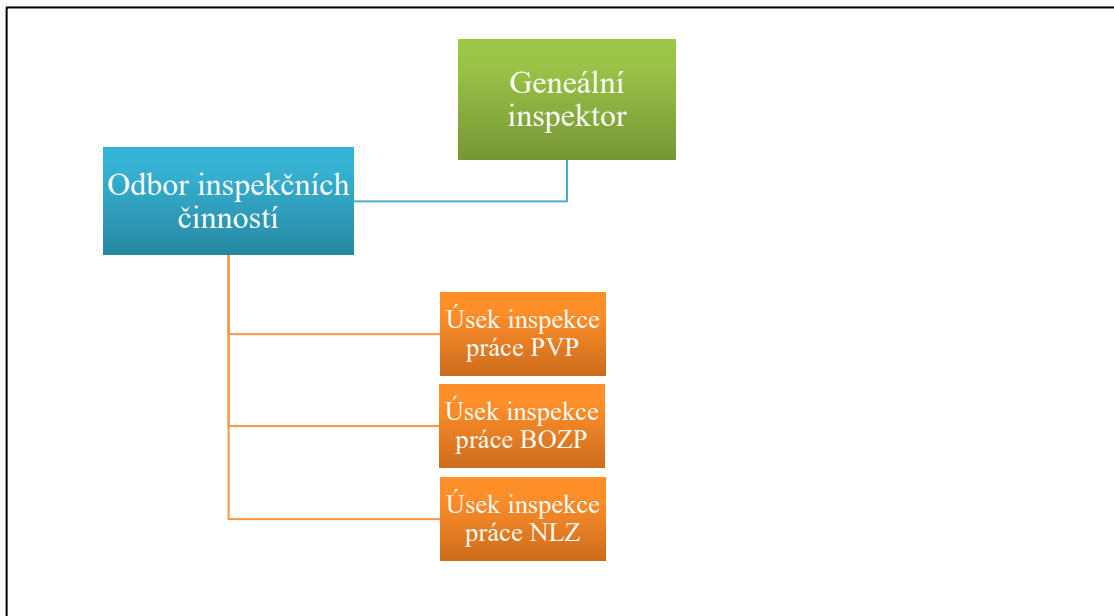 Geneální
inspektor
Odbor inspekčních
činností
Úsek inspekce
práce PVP
Úsek inspekce
práce BOZP
Úsek inspekce
práce NLZ